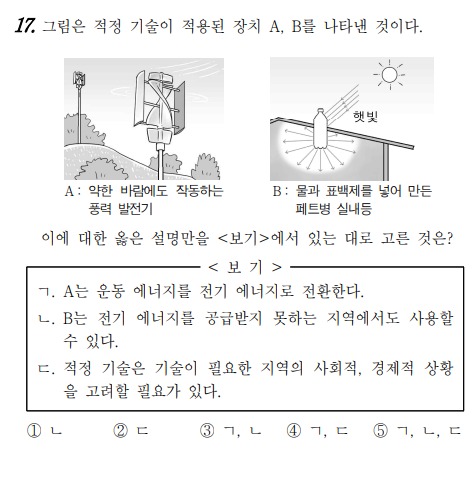 17. 그림은 적정 기술이 적용된 장치 A, B를 나타낸 것이다.
햇빛
A : 약한 바람에도 작동하는
풍력 발전기
B : 물과 표백제를 넣어 만든
페트병 실내등
이에 대한 옳은 설명만을 <보기>에서 있는 대로 고른 것은?
< 보 기 >
ㄱ. A는 운동 에너지를 전기 에너지로 전환한다.
ㄴ. B는 전기 에너지를 공급받지 못하는 지역에서도 사용할
수 있다.
ㄷ. 적정 기술은 기술이 필요한 지역의 사회적, 경제적 상황
을 고려할 필요가 있다.
① ㄴ ② ㄷ ③ ㄱ, ㄴ ④ ㄱ, ㄷ ⑤ ㄱ, ㄴ, ㄷ